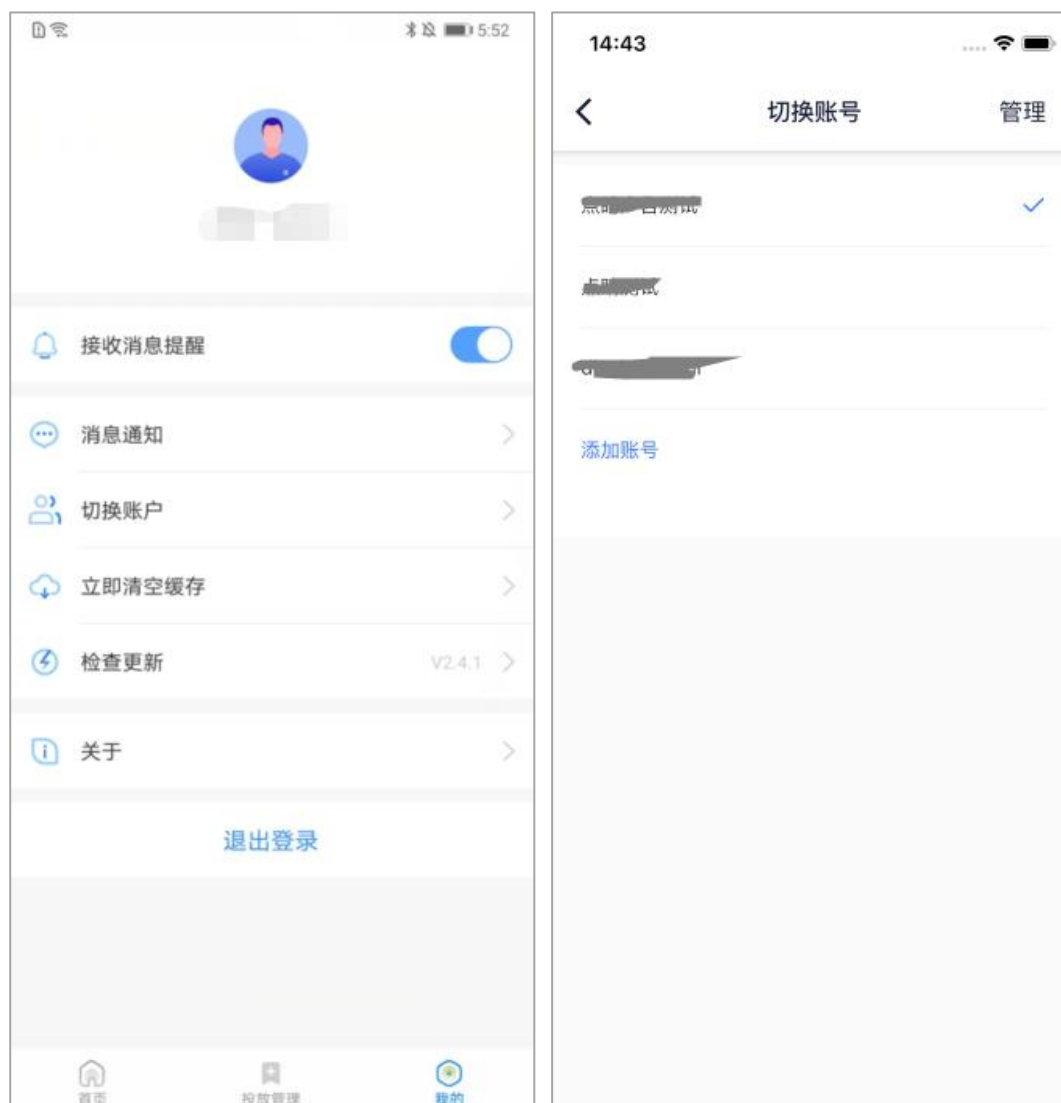 5:52
接收消息提醒
消息通知
切换账户
立即清空缓存
检查更新 V2.4.1
关于
退出登录
首页 投放管理 我的
14:43
切换账号 管理
添加账号